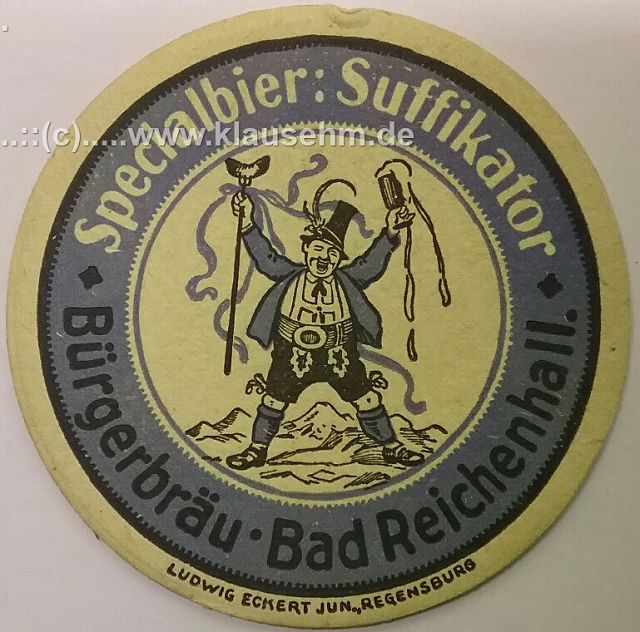 Specialbier: Suffikator
...::(c).....www.klausehm.de
Bürgerbräu · Bad Reichenhall.
LUDWIG ECKERT JUN., REGENSBURG